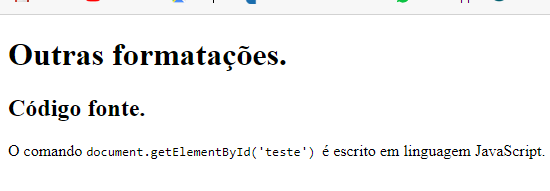 Outras formatações.
Código fonte.
O comando document.getElementById('teste') é escrito em linguagem JavaScript.